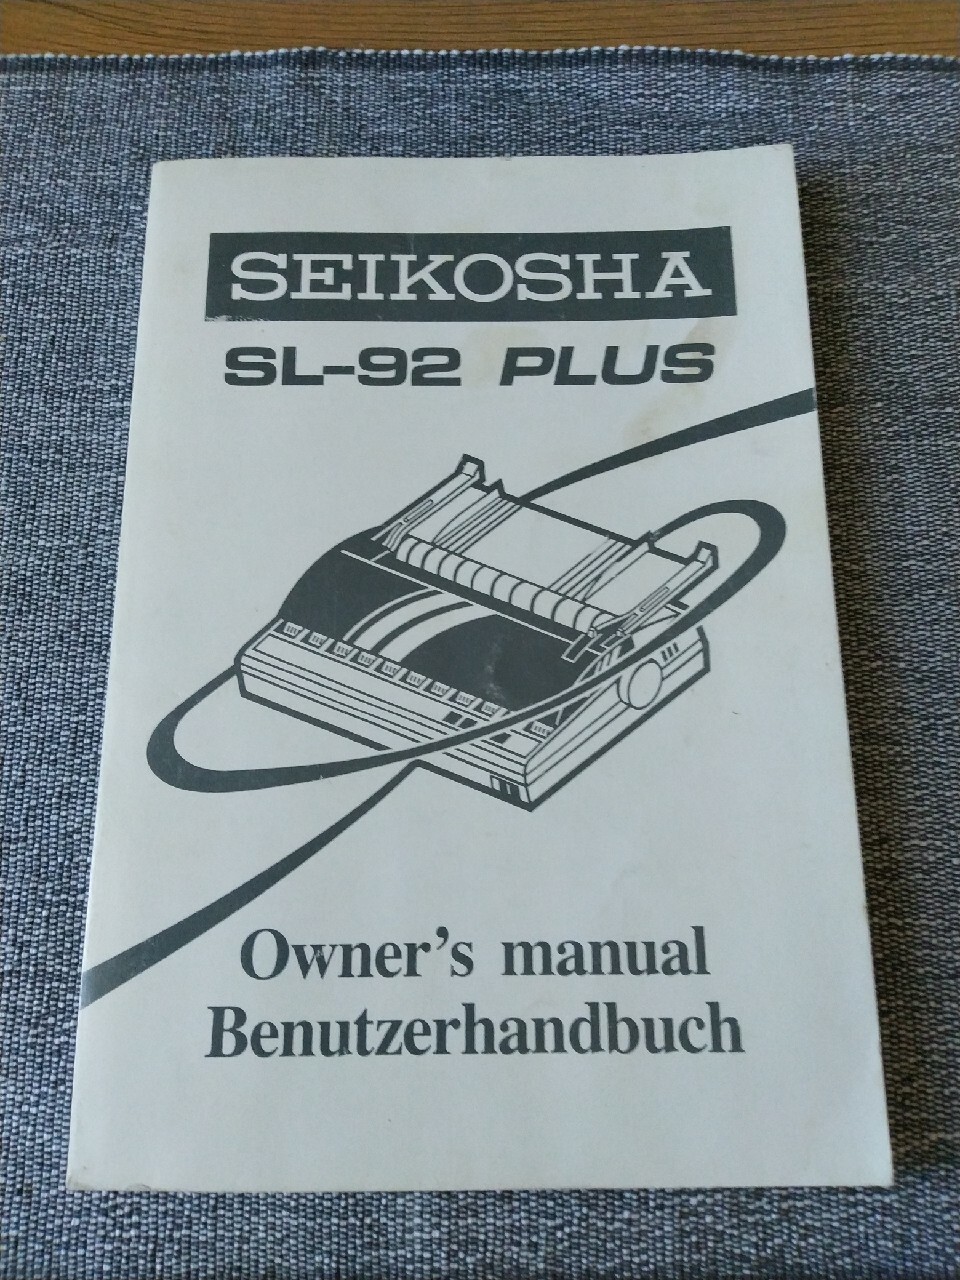 SEIKOSHA
SL-92 PLUS
Owner's manual
Benutzerhandbuch